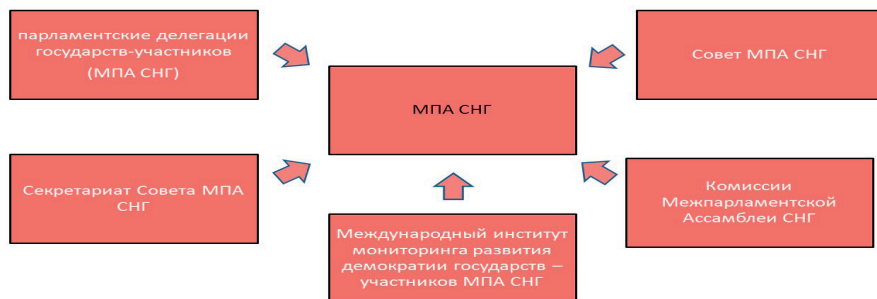 парламентские делегации
государств-участников
(МПА СНГ)
Совет МПА СНГ
МПА СНГ
Секретариат Совета МПА
СНГ
Комиссии
Межпарламентской
Ассамблеи СНГ
Международный институт
мониторинга развития
демократии государств –
участников МПА СНГ